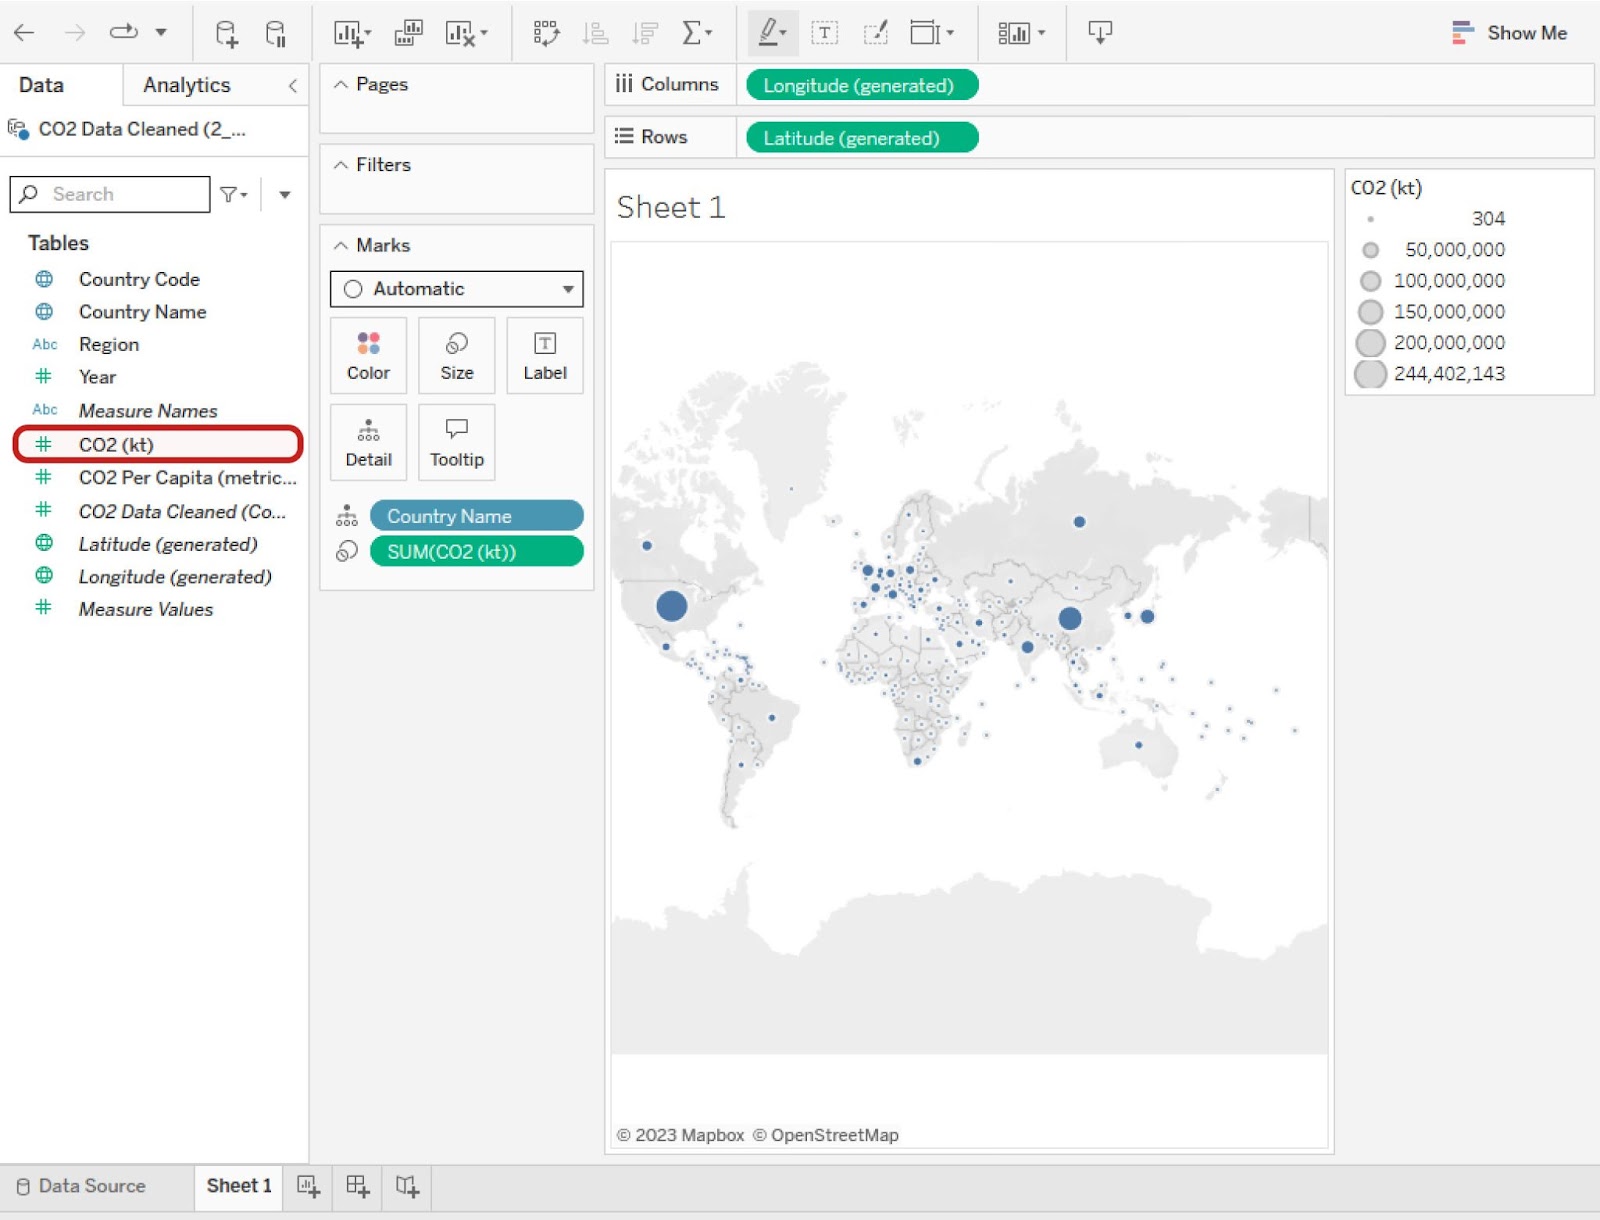 Show Me
Data
Analytics
CO2 Data Cleaned (2_...
Search
Tables
Country Code
Country Name
Abc Region
Year
Abc Measure Names
CO2 (kt)
CO2 Per Capita (metric...
CO2 Data Cleaned (Co...
Latitude (generated)
Longitude (generated)
Measure Values
Pages
Filters
Marks
Automatic
Color
Size
T
Label
Detail
Tooltip
Country Name
SUM(CO2 (kt))
Columns
Longitude (generated)
Rows
Latitude (generated)
Sheet 1
© 2023 Mapbox © OpenStreetMap
CO2 (kt)
304
50,000,000
100,000,000
150,000,000
200,000,000
244,402,143
Data Source
Sheet 1